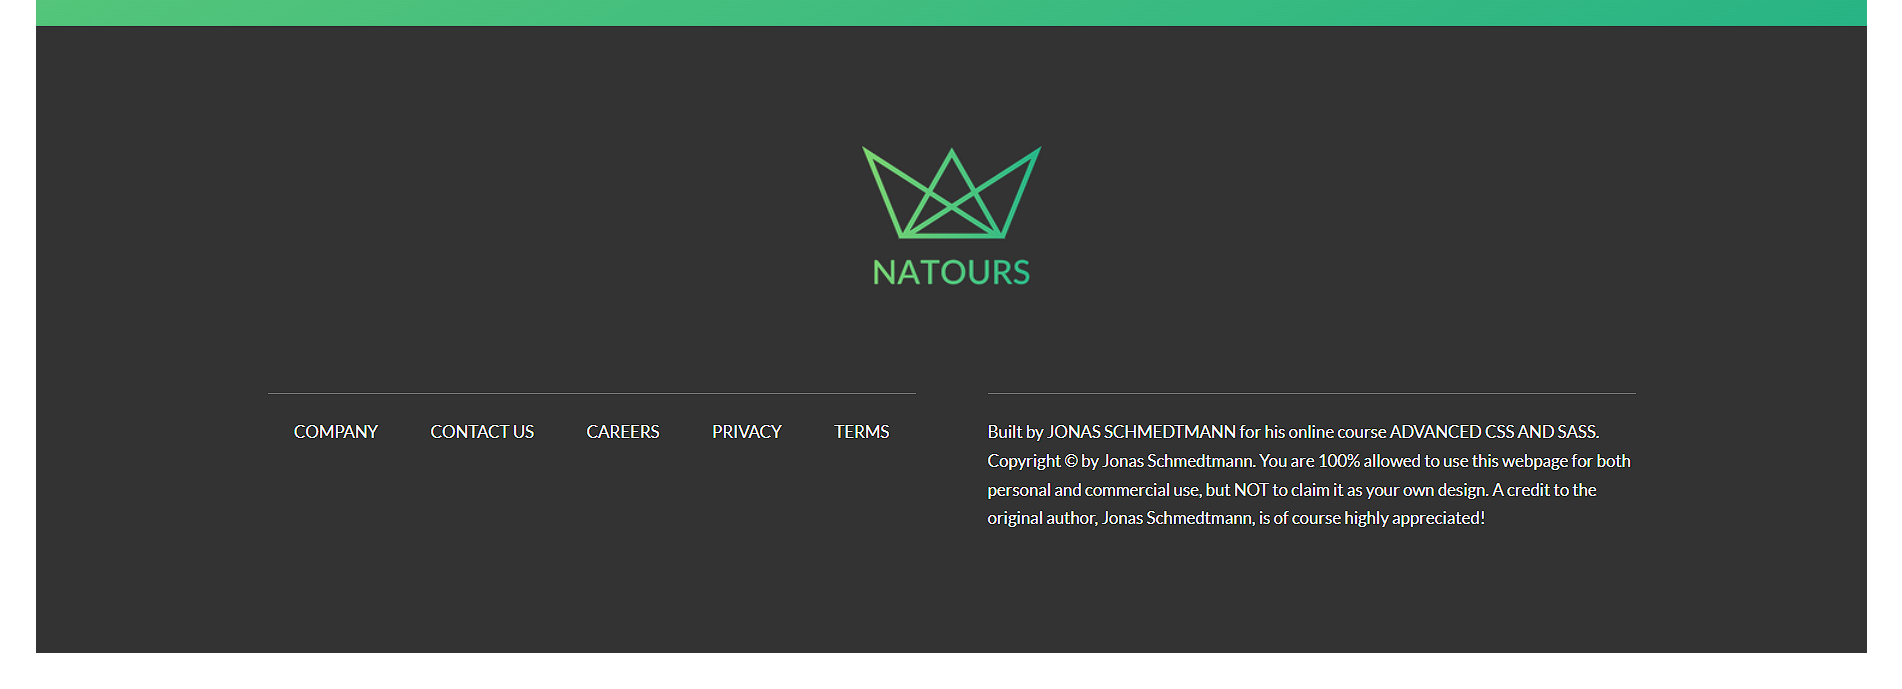 NATOURS
COMPANY CONTACT US CAREERS PRIVACY TERMS
Built by JONAS SCHMEDTMANN for his online course ADVANCED CSS AND SASS.
Copyright © by Jonas Schmedtmann. You are 100% allowed to use this webpage for both
personal and commercial use, but NOT to claim it as your own design. A credit to the
original author, Jonas Schmedtmann, is of course highly appreciated!